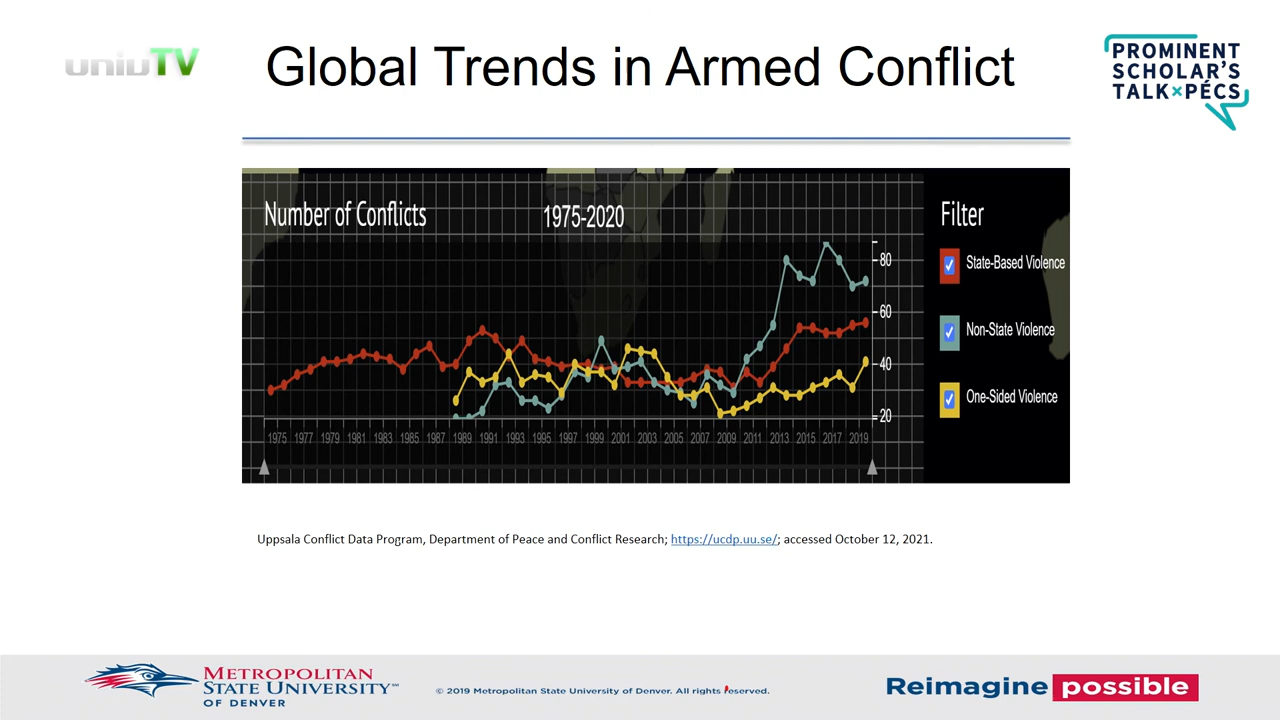 uniuTV
Global Trends in Armed Conflict
PROMINENT
SCHOLAR'S
TALK×PÉCS
Number of Conflicts
1975-2020
Filter
State-Based Violence
Non-State Violence
One-Sided Violence
80
60
40
20
1975 1977 1979 1981 1983 1985 1987 1989 1991 1993 1995 1997 1999 2001 2003 2005 2007 2009 2011 2013 2015 2017 2019
Uppsala Conflict Data Program, Department of Peace and Conflict Research; https://ucdp.uu.se/; accessed October 12, 2021.
METROPOLITAN
STATE UNIVERSITY℠
OF DENVER
© 2019 Metropolitan State University of Denver. All rights reserved.
Reimagine possible